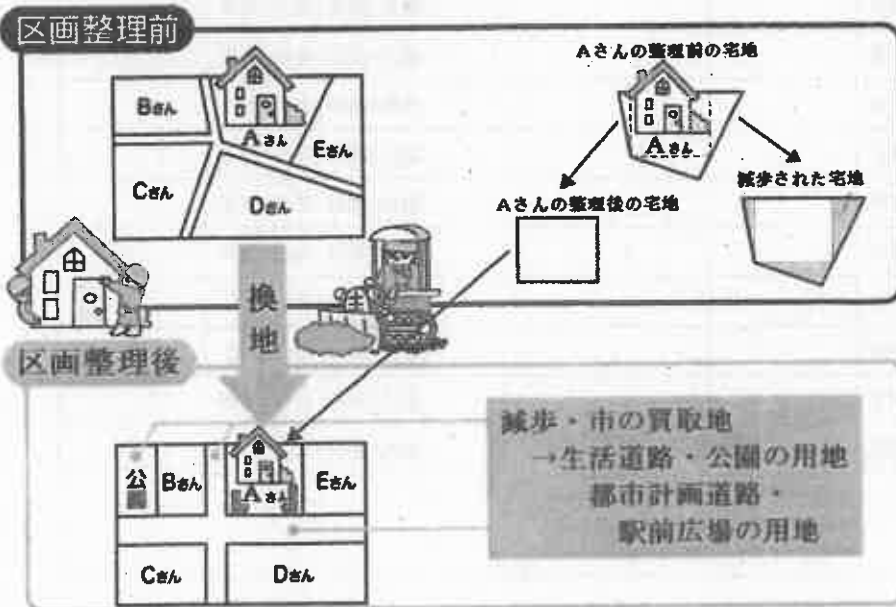 区画整理前
Aさんの整理前の宅地
Bさん
Aさん
Eさん
Cさん
Dさん
Aさん
Aさんの整理後の宅地
減歩された宅地
換地
区画整理後
減歩・市の買取地
→生活道路・公園の用地
都市計画道路・
駅前広場の用地
公
Bさん
Aさん
Eさん
Cさん
Dさん